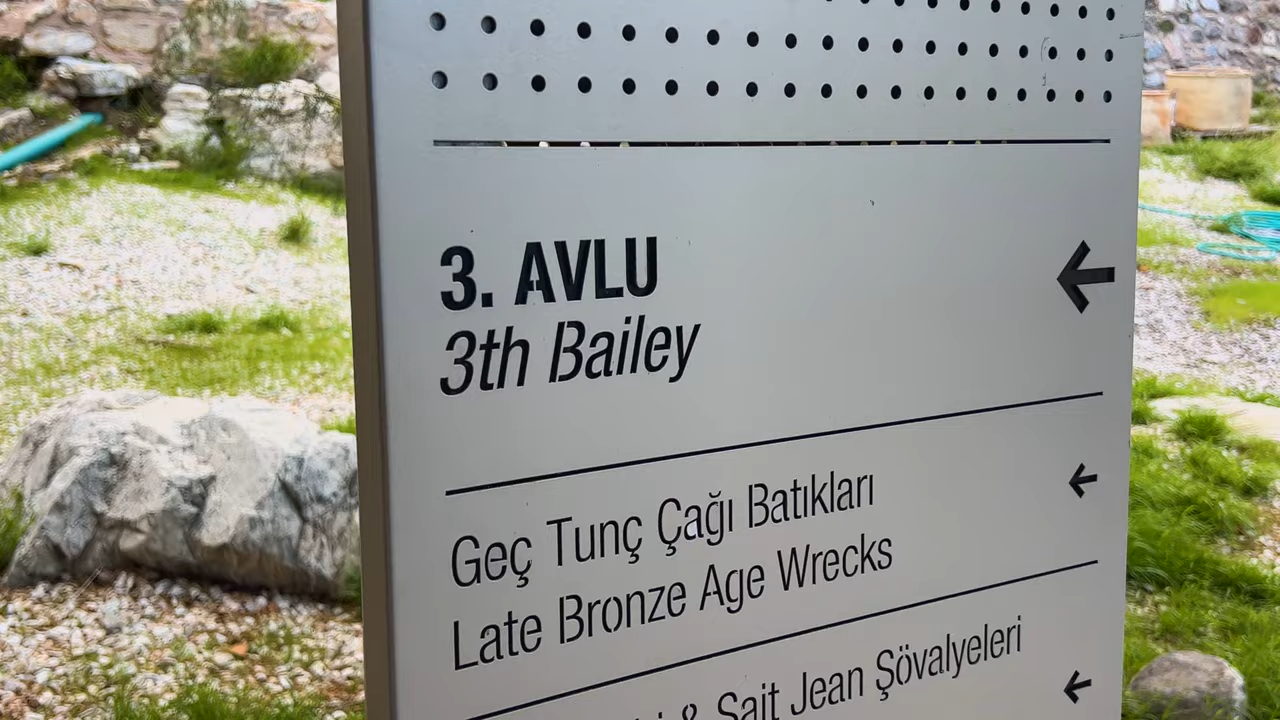 3. AVLU
3th Bailey
Geç Tunç Çağı Batıkları
Late Bronze Age Wrecks
& Sait Jean Şövalyeleri